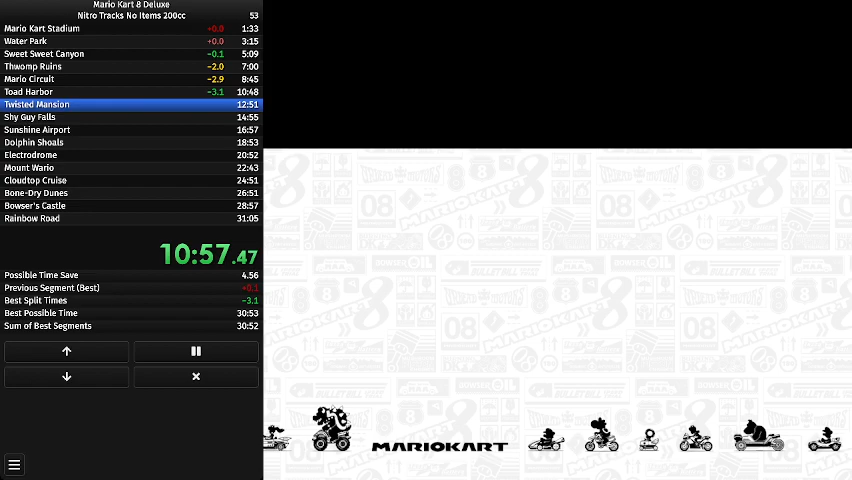 Mario Kart 8 Deluxe
Nitro Tracks No Items 200cc 53
Mario Kart Stadium +0.0 1:33
Water Park +0.0 3:15
Sweet Sweet Canyon −0.1 5:09
Thwomp Ruins −2.0 7:00
Mario Circuit −2.9 8:45
Toad Harbor −3.1 10:48
Twisted Mansion 12:51
Shy Guy Falls 14:55
Sunshine Airport 16:57
Dolphin Shoals 18:53
Electrodrome 20:52
Mount Wario 22:43
Cloudtop Cruise 24:51
Bone-Dry Dunes 26:51
Bowser's Castle 28:57
Rainbow Road 31:05
10:57.47
Possible Time Save 4.56
Previous Segment (Best) +0.1
Best Split Times −3.1
Best Possible Time 30:53
Sum of Best Segments 30:52
MARIOKART